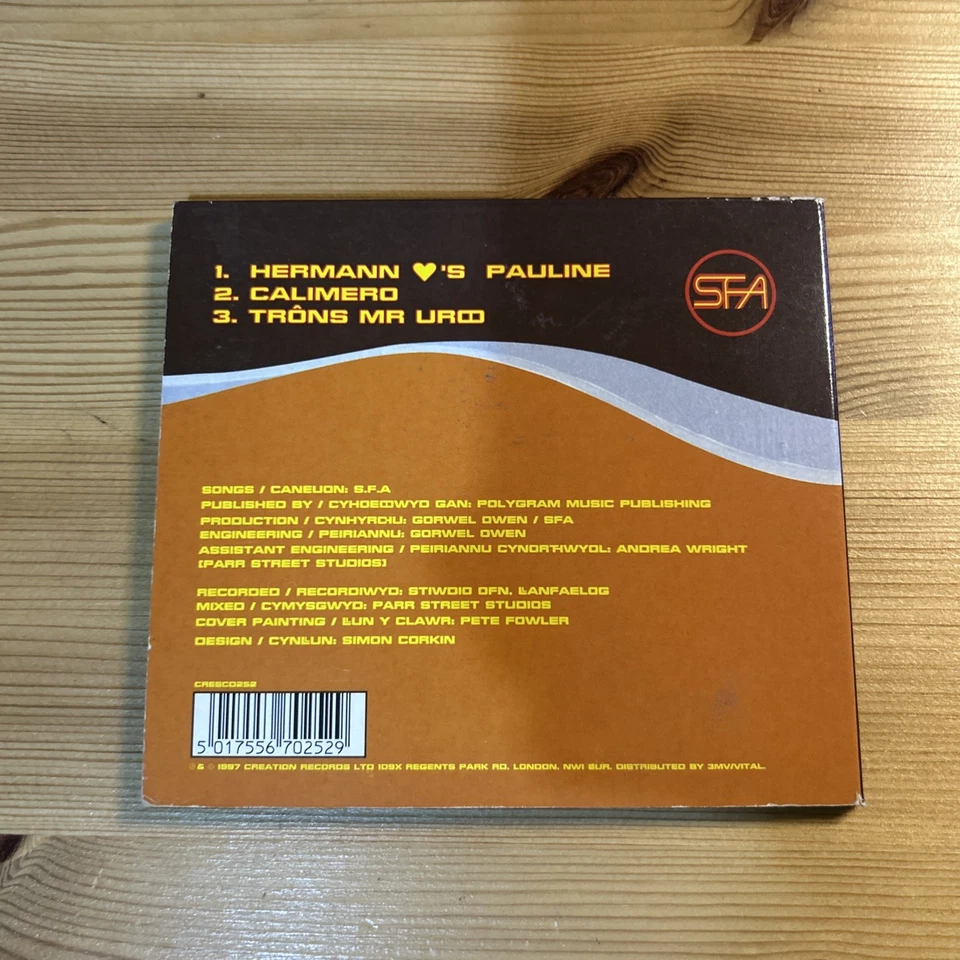 1. HERMANN ♥'S PAULINE
2. CALIMERO
3. TRÔNS MR URDD
SFA
SONGS / CANEUON: S.F.A
PUBLISHED BY / CYHOEDDWYD GAN: POLYGRAM MUSIC PUBLISHING
PRODUCTION / CYNHYRCHU: GORWEL OWEN / SFA
ENGINEERING / PEIRIANNU: GORWEL OWEN
ASSISTANT ENGINEERING / PEIRIANNU CYNORTHWYOL: ANDREA WRIGHT
(PARR STREET STUDIOS)
RECORDED / RECORDIWYD: STIWDIO OFN, LLANFAELOG
MIXED / CYMYSGWYD: PARR STREET STUDIOS
COVER PAINTING / LLUN Y CLAWR: PETE FOWLER
DESIGN / CYNLLUN: SIMON CORKIN
CRESCD252
5 017556 702529
℗ & © 1997 CREATION RECORDS LTD 109X REGENTS PARK RD. LONDON. NW1 8UR. DISTRIBUTED BY 3MV/VITAL.